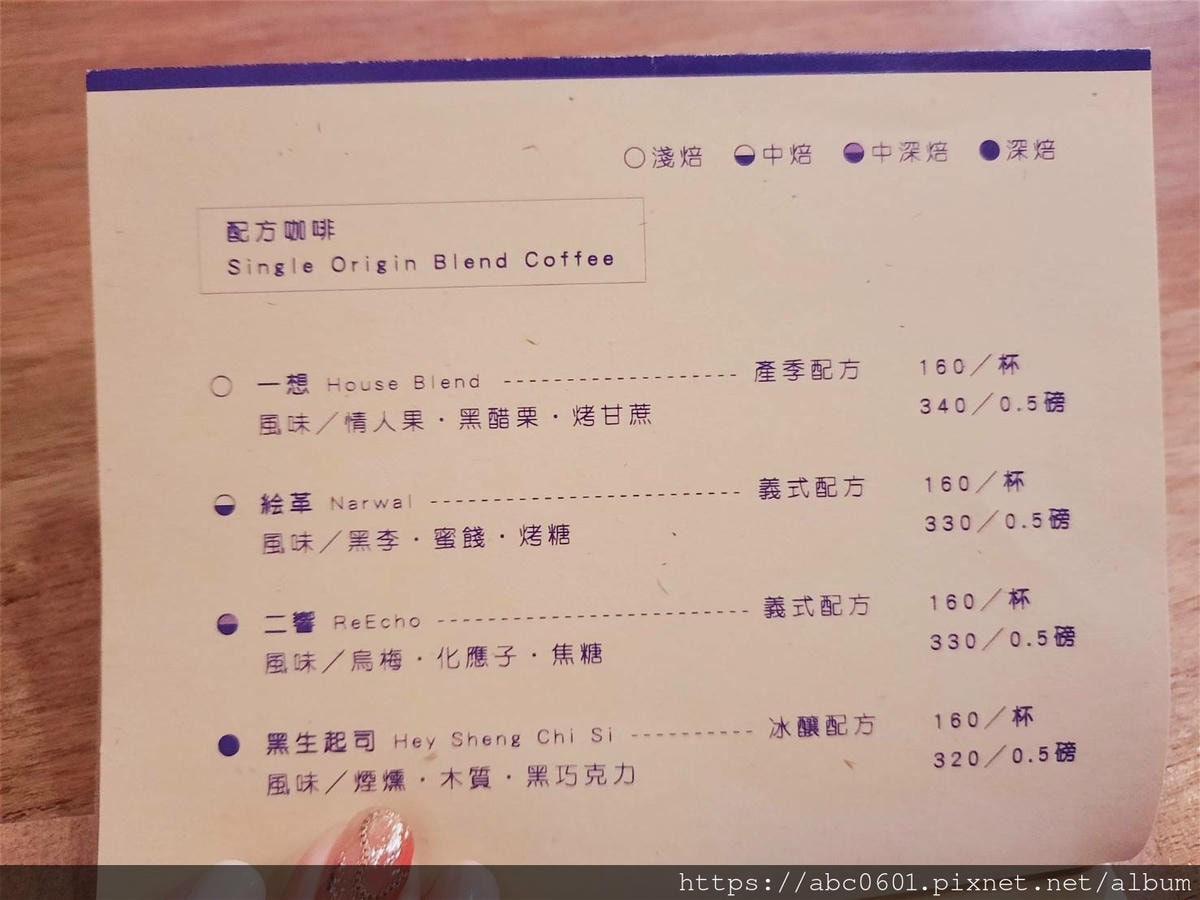 淺焙 中焙 中深焙 深焙
配方咖啡
Single Origin Blend Coffee
一想 House Blend ---------------------- 產季配方 160／杯
風味／情人果・黑醋栗・烤甘蔗 340／0.5磅
絵革 Narwal ----------------------------- 義式配方 160／杯
風味／黑李・蜜餞・烤糖 330／0.5磅
二響 ReEcho ----------------------------- 義式配方 160／杯
風味／烏梅・化應子・焦糖 330／0.5磅
黑生起司 Hey Sheng Chi Si ---------- 冰釀配方 160／杯
風味／煙燻・木質・黑巧克力 320／0.5磅
https://abc0601.pixnet.net/album